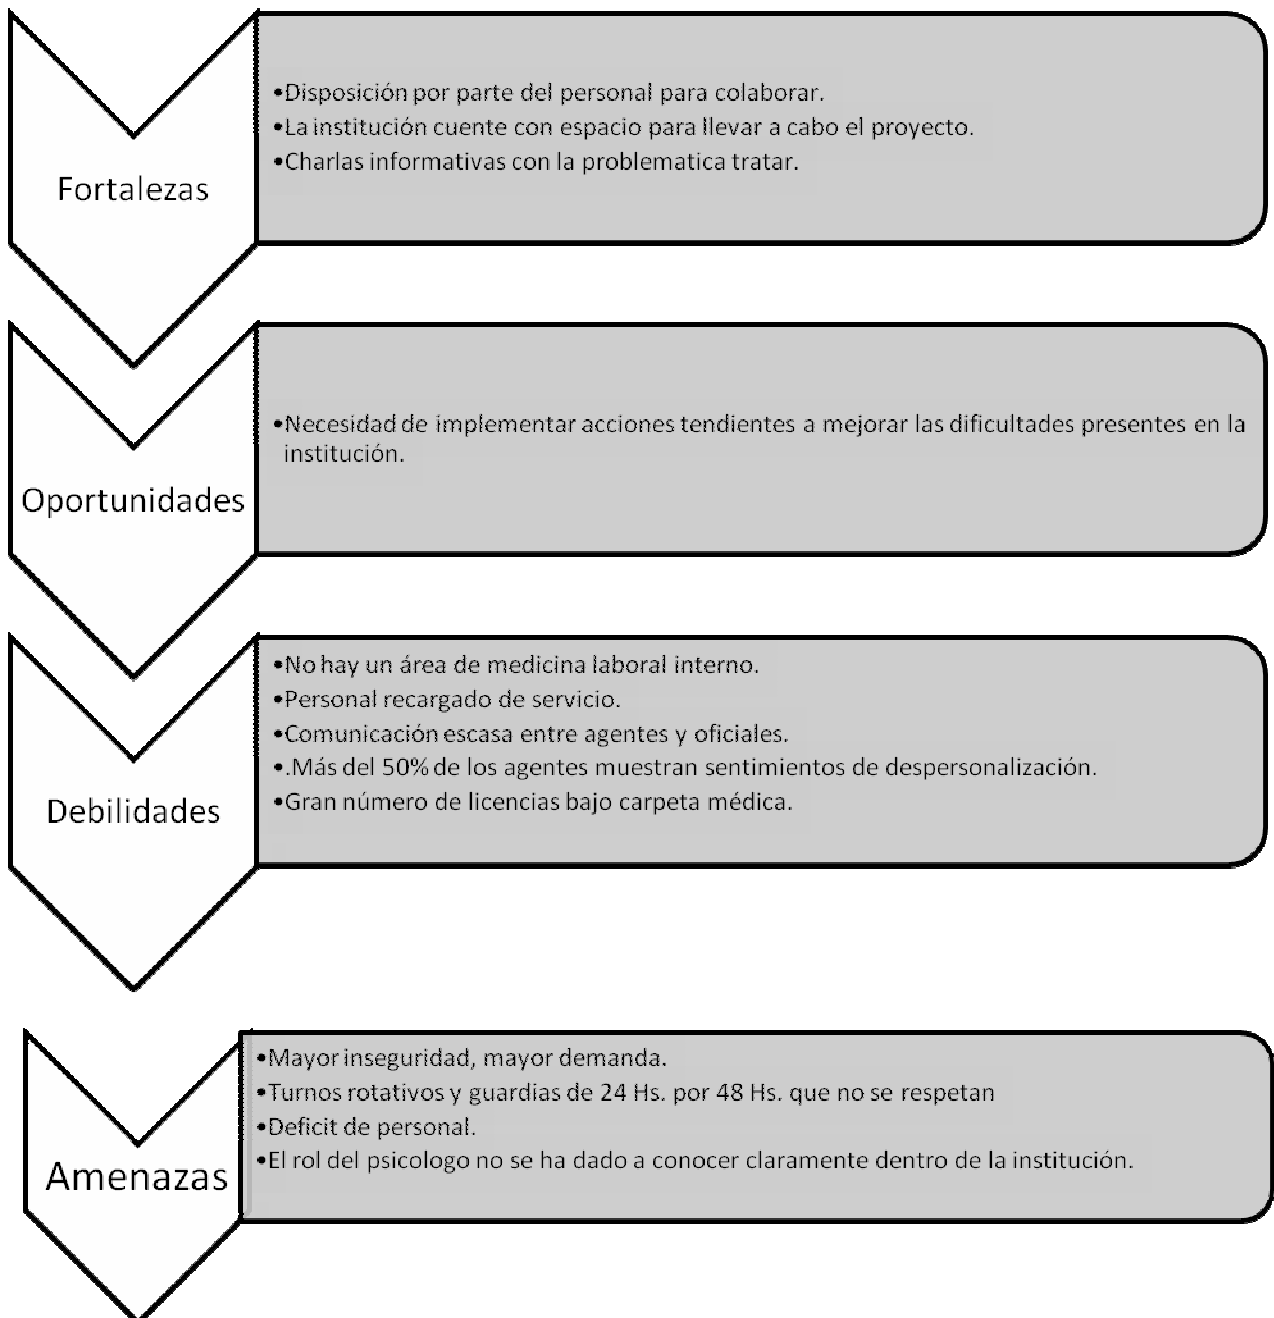 Fortalezas
•Disposición por parte del personal para colaborar.
•La institución cuente con espacio para llevar a cabo el proyecto.
•Charlas informativas con la problematica tratar.
Oportunidades
•Necesidad de implementar acciones tendientes a mejorar las dificultades presentes en la
institución.
Debilidades
•No hay un área de medicina laboral interno.
•Personal recargado de servicio.
•Comunicación escasa entre agentes y oficiales.
•.Más del 50% de los agentes muestran sentimientos de despersonalización.
•Gran número de licencias bajo carpeta médica.
Amenazas
•Mayor inseguridad, mayor demanda.
•Turnos rotativos y guardias de 24 Hs. por 48 Hs. que no se respetan
•Deficit de personal.
•El rol del psicologo no se ha dado a conocer claramente dentro de la institución.